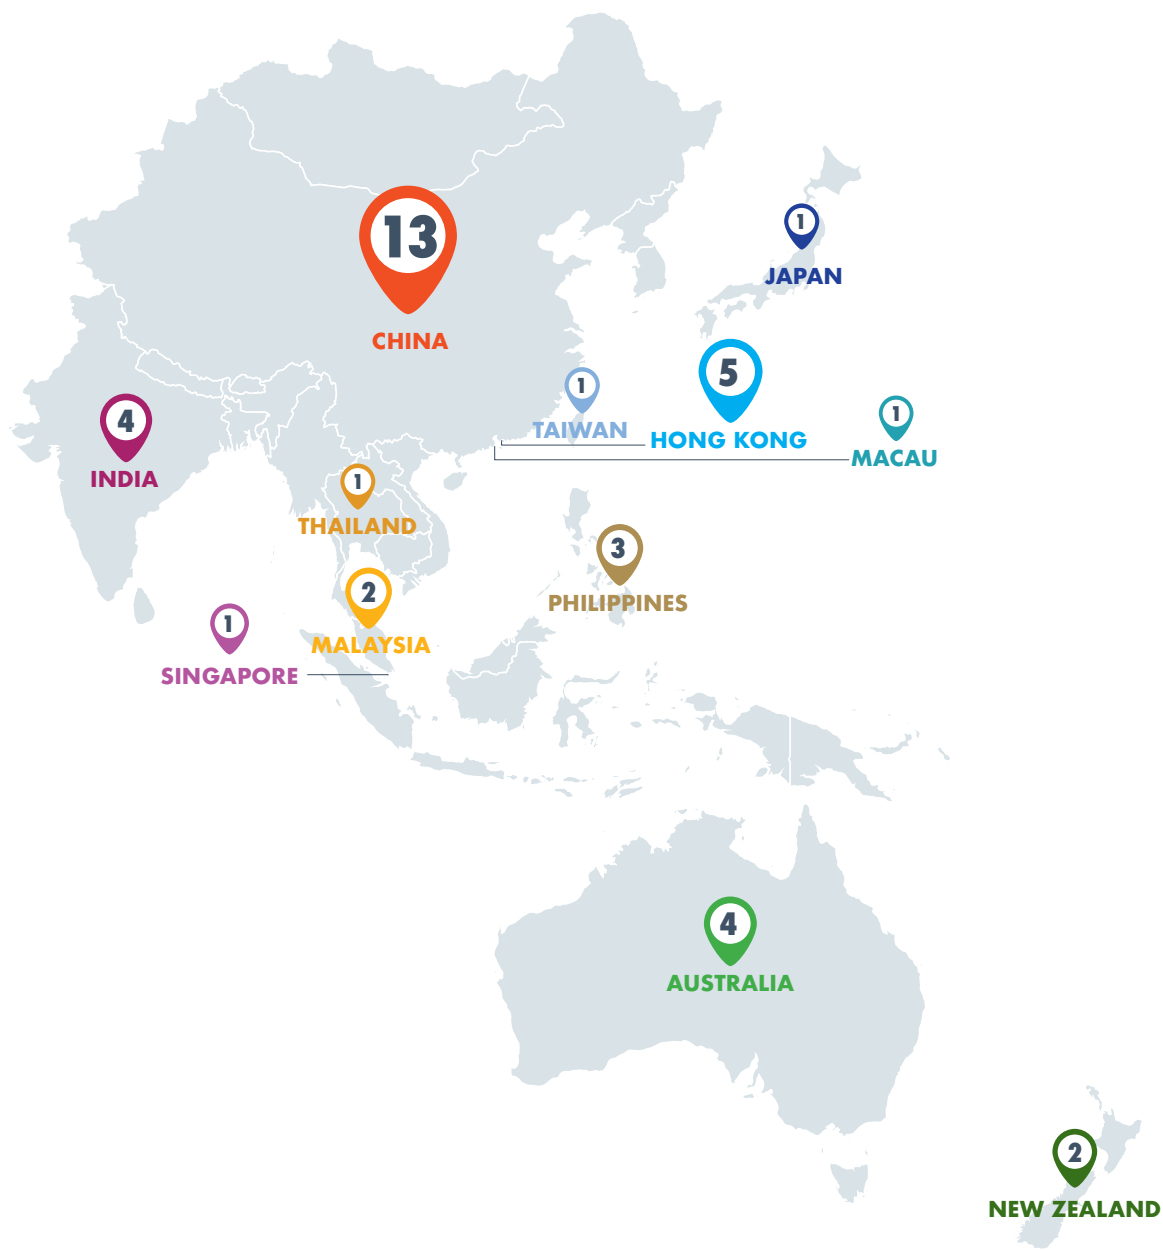 13
CHINA
1
JAPAN
5
HONG KONG
1
TAIWAN
1
MACAU
4
INDIA
1
THAILAND
3
PHILIPPINES
2
MALAYSIA
1
SINGAPORE
4
AUSTRALIA
2
NEW ZEALAND